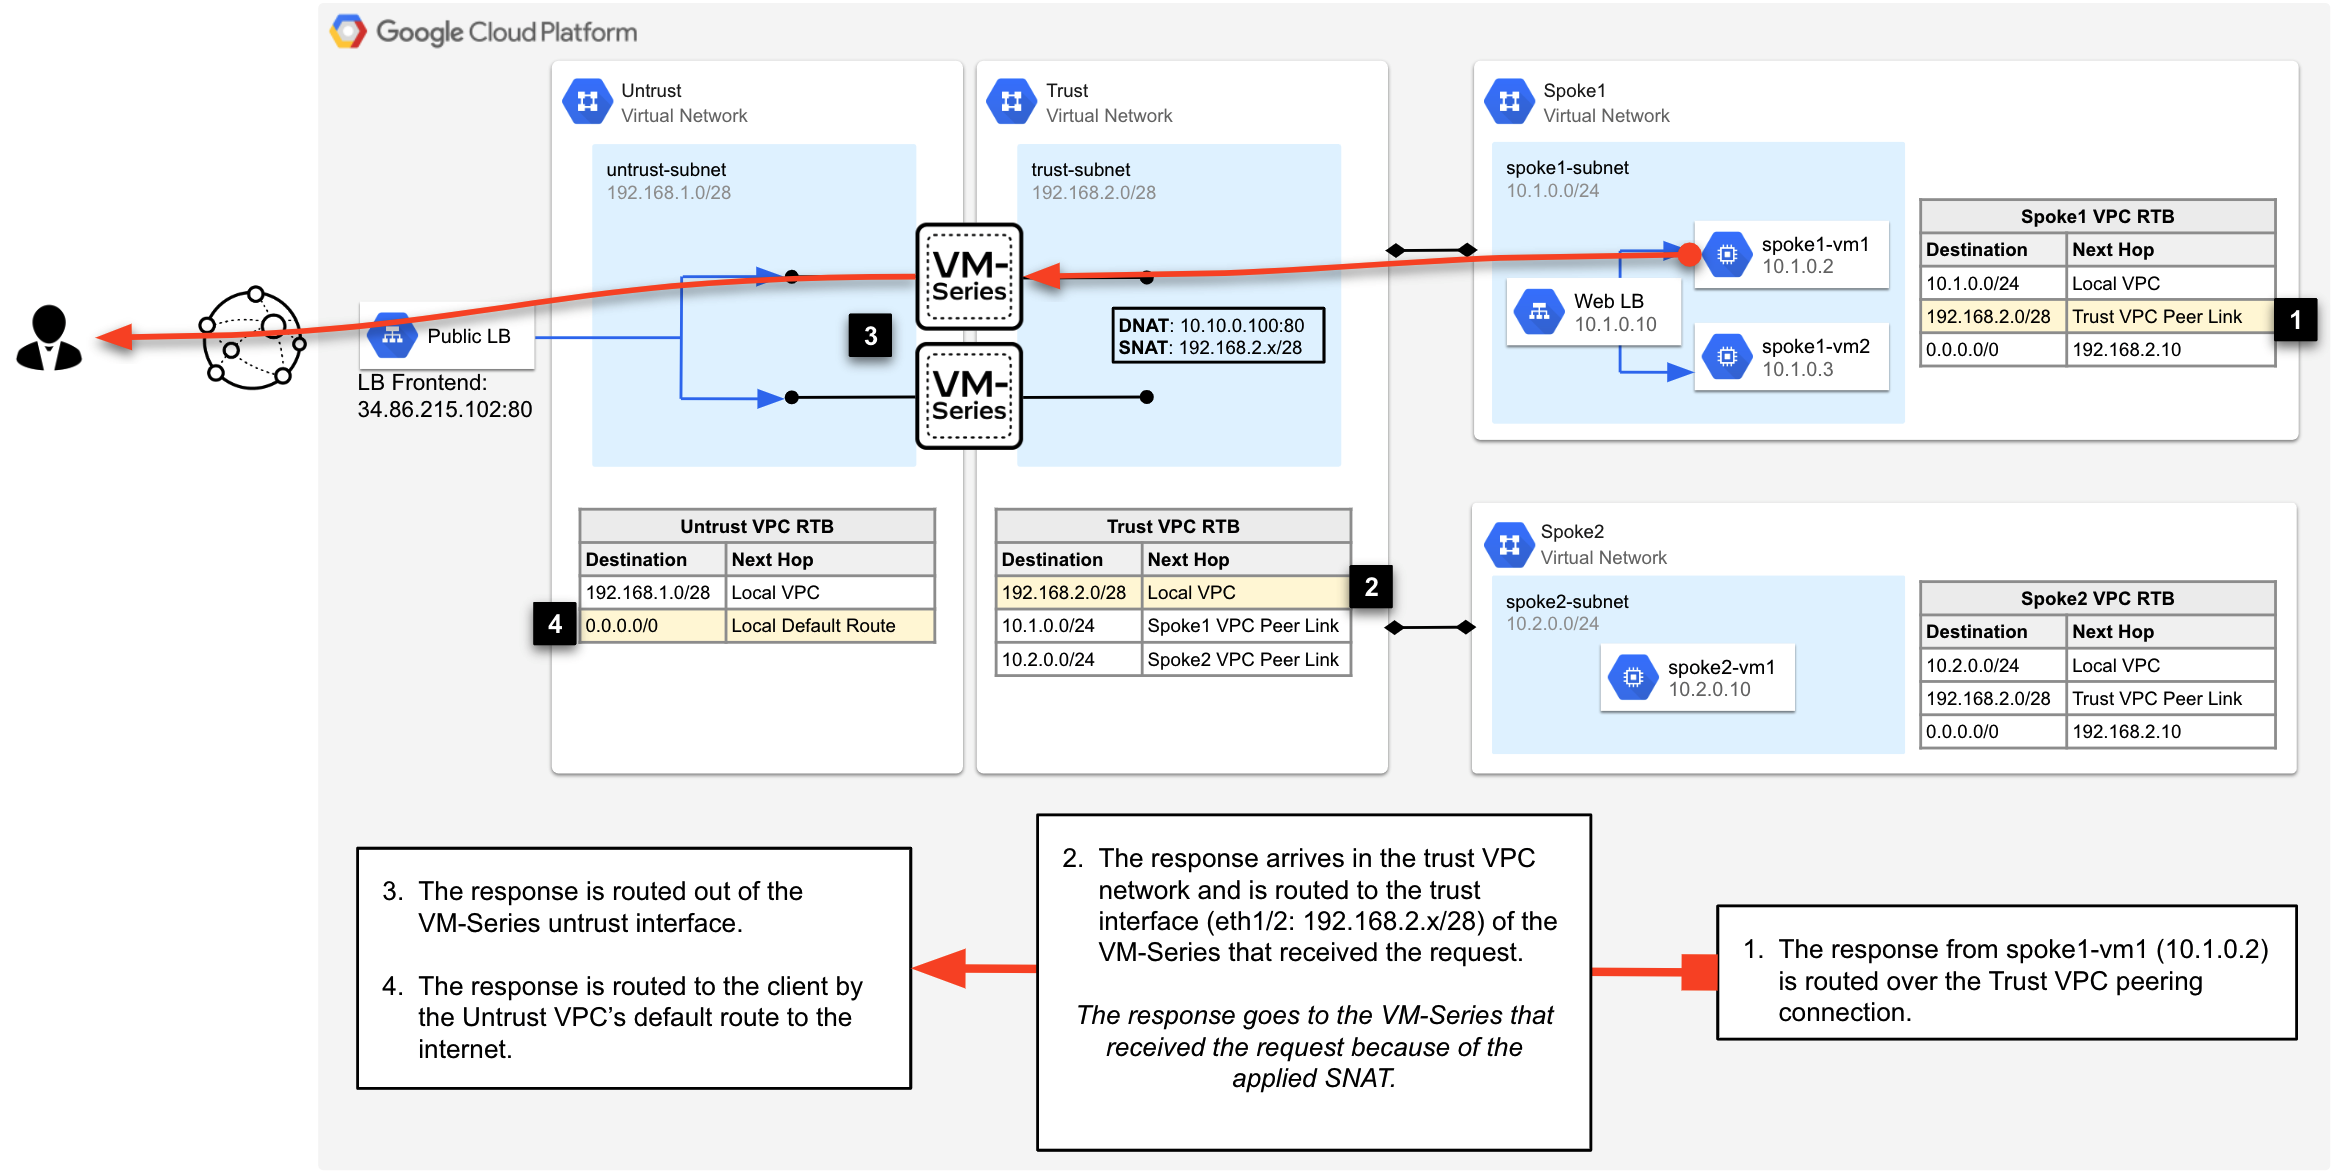 Google Cloud Platform
Untrust
Virtual Network
untrust-subnet
192.168.1.0/28
Trust
Virtual Network
trust-subnet
192.168.2.0/28
VM-
Series
VM-
Series
DNAT: 10.10.0.100:80
SNAT: 192.168.2.x/28
3
Public LB
LB Frontend:
34.86.215.102:80
Spoke1
Virtual Network
spoke1-subnet
10.1.0.0/24
spoke1-vm1
10.1.0.2
Web LB
10.1.0.10
spoke1-vm2
10.1.0.3
Spoke1 VPC RTB
Destination Next Hop
10.1.0.0/24 Local VPC
192.168.2.0/28 Trust VPC Peer Link
1
0.0.0.0/0 192.168.2.10
Untrust VPC RTB
Destination Next Hop
192.168.1.0/28 Local VPC
4
0.0.0.0/0 Local Default Route
Trust VPC RTB
Destination Next Hop
192.168.2.0/28 Local VPC
2
10.1.0.0/24 Spoke1 VPC Peer Link
10.2.0.0/24 Spoke2 VPC Peer Link
Spoke2
Virtual Network
spoke2-subnet
10.2.0.0/24
spoke2-vm1
10.2.0.10
Spoke2 VPC RTB
Destination Next Hop
10.2.0.0/24 Local VPC
192.168.2.0/28 Trust VPC Peer Link
0.0.0.0/0 192.168.2.10
3. The response is routed out of the
VM-Series untrust interface.
4. The response is routed to the client by
the Untrust VPC's default route to the
internet.
2. The response arrives in the trust VPC
network and is routed to the trust
interface (eth1/2: 192.168.2.x/28) of the
VM-Series that received the request.
The response goes to the VM-Series that
received the request because of the
applied SNAT.
1. The response from spoke1-vm1 (10.1.0.2)
is routed over the Trust VPC peering
connection.